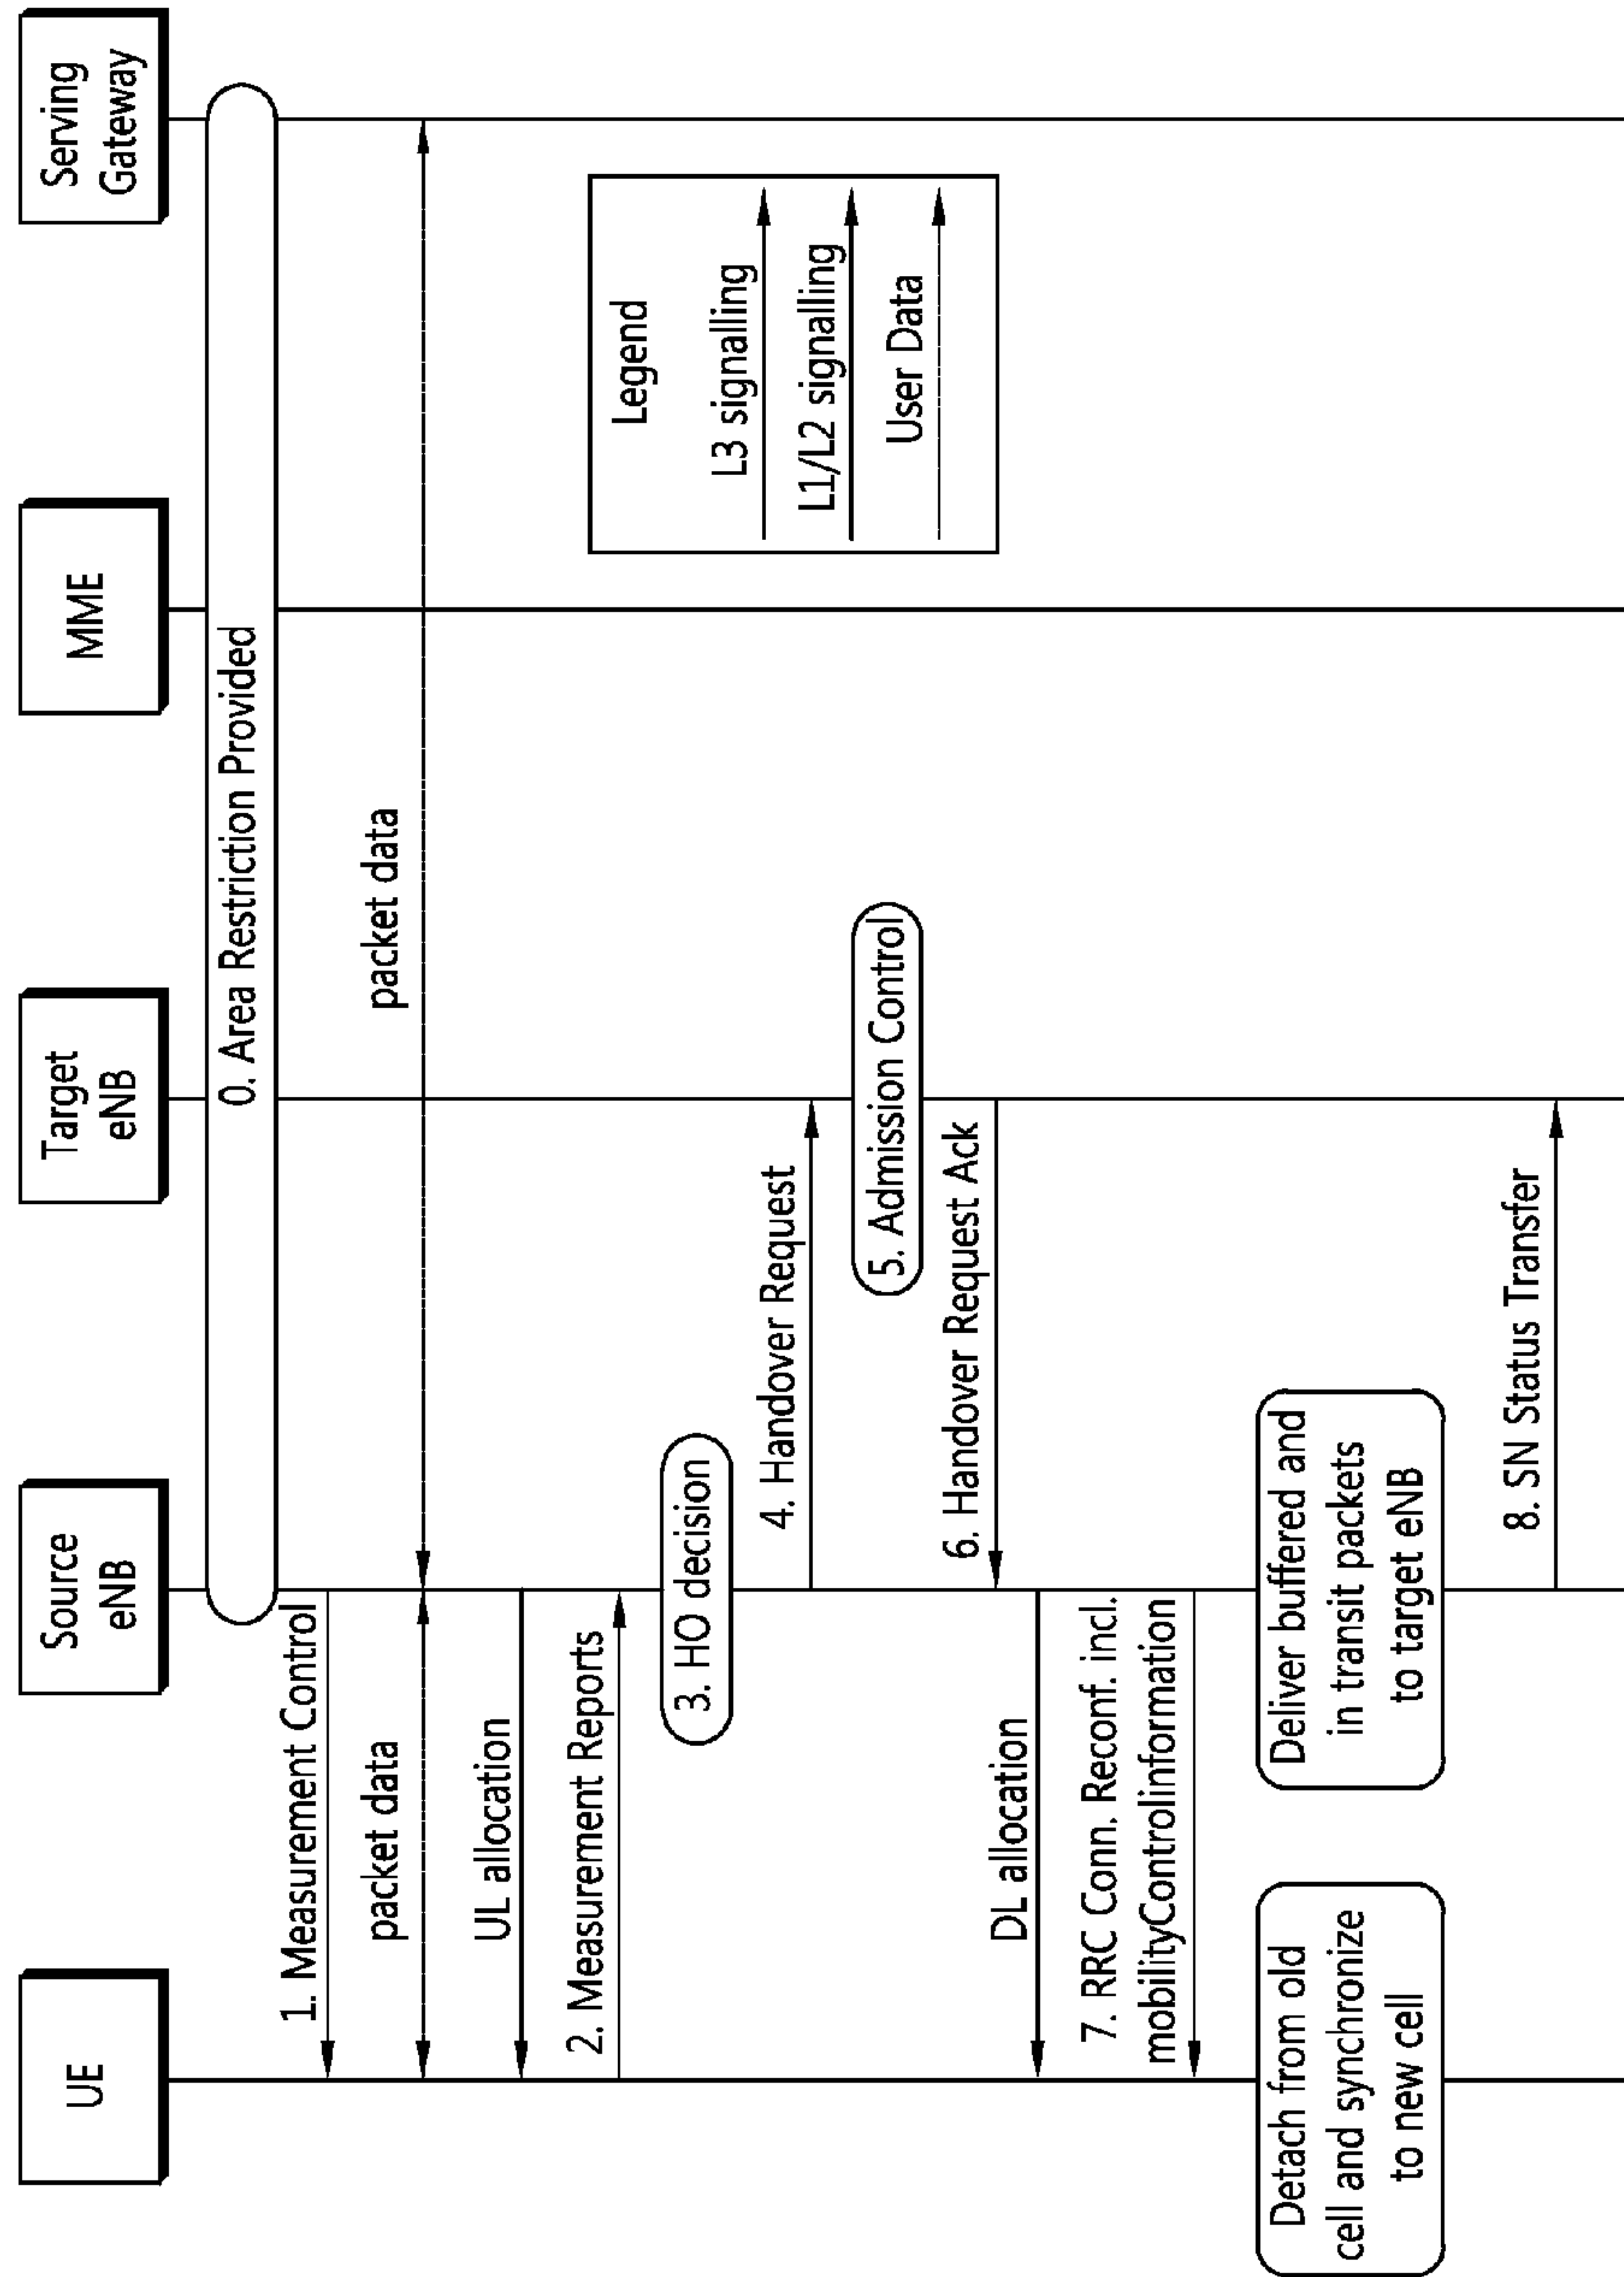 UE
Source
eNB
Target
eNB
MME
Serving
Gateway
0. Area Restriction Provided
1. Measurement Control
packet data
packet data
UL allocation
2. Measurement Reports
3. HO decision
4. Handover Request
5. Admission Control
6. Handover Request Ack
DL allocation
7. RRC Conn. Reconf. incl.
mobilityControlinformation
Detach from old
cell and synchronize
to new cell
Deliver buffered and
in transit packets
to target eNB
8. SN Status Transfer
Legend
L3 signalling
L1/L2 signalling
User Data